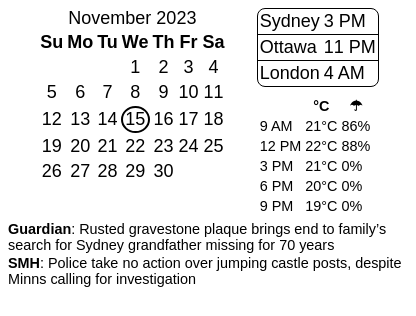 November 2023
Su Mo Tu We Th Fr Sa
1 2 3 4
5 6 7 8 9 10 11
12 13 14 15 16 17 18
19 20 21 22 23 24 25
26 27 28 29 30
Sydney 3 PM
Ottawa 11 PM
London 4 AM
°C ☂
9 AM 21°C 86%
12 PM 22°C 88%
3 PM 21°C 0%
6 PM 20°C 0%
9 PM 19°C 0%
Guardian: Rusted gravestone plaque brings end to family’s
search for Sydney grandfather missing for 70 years
SMH: Police take no action over jumping castle posts, despite
Minns calling for investigation